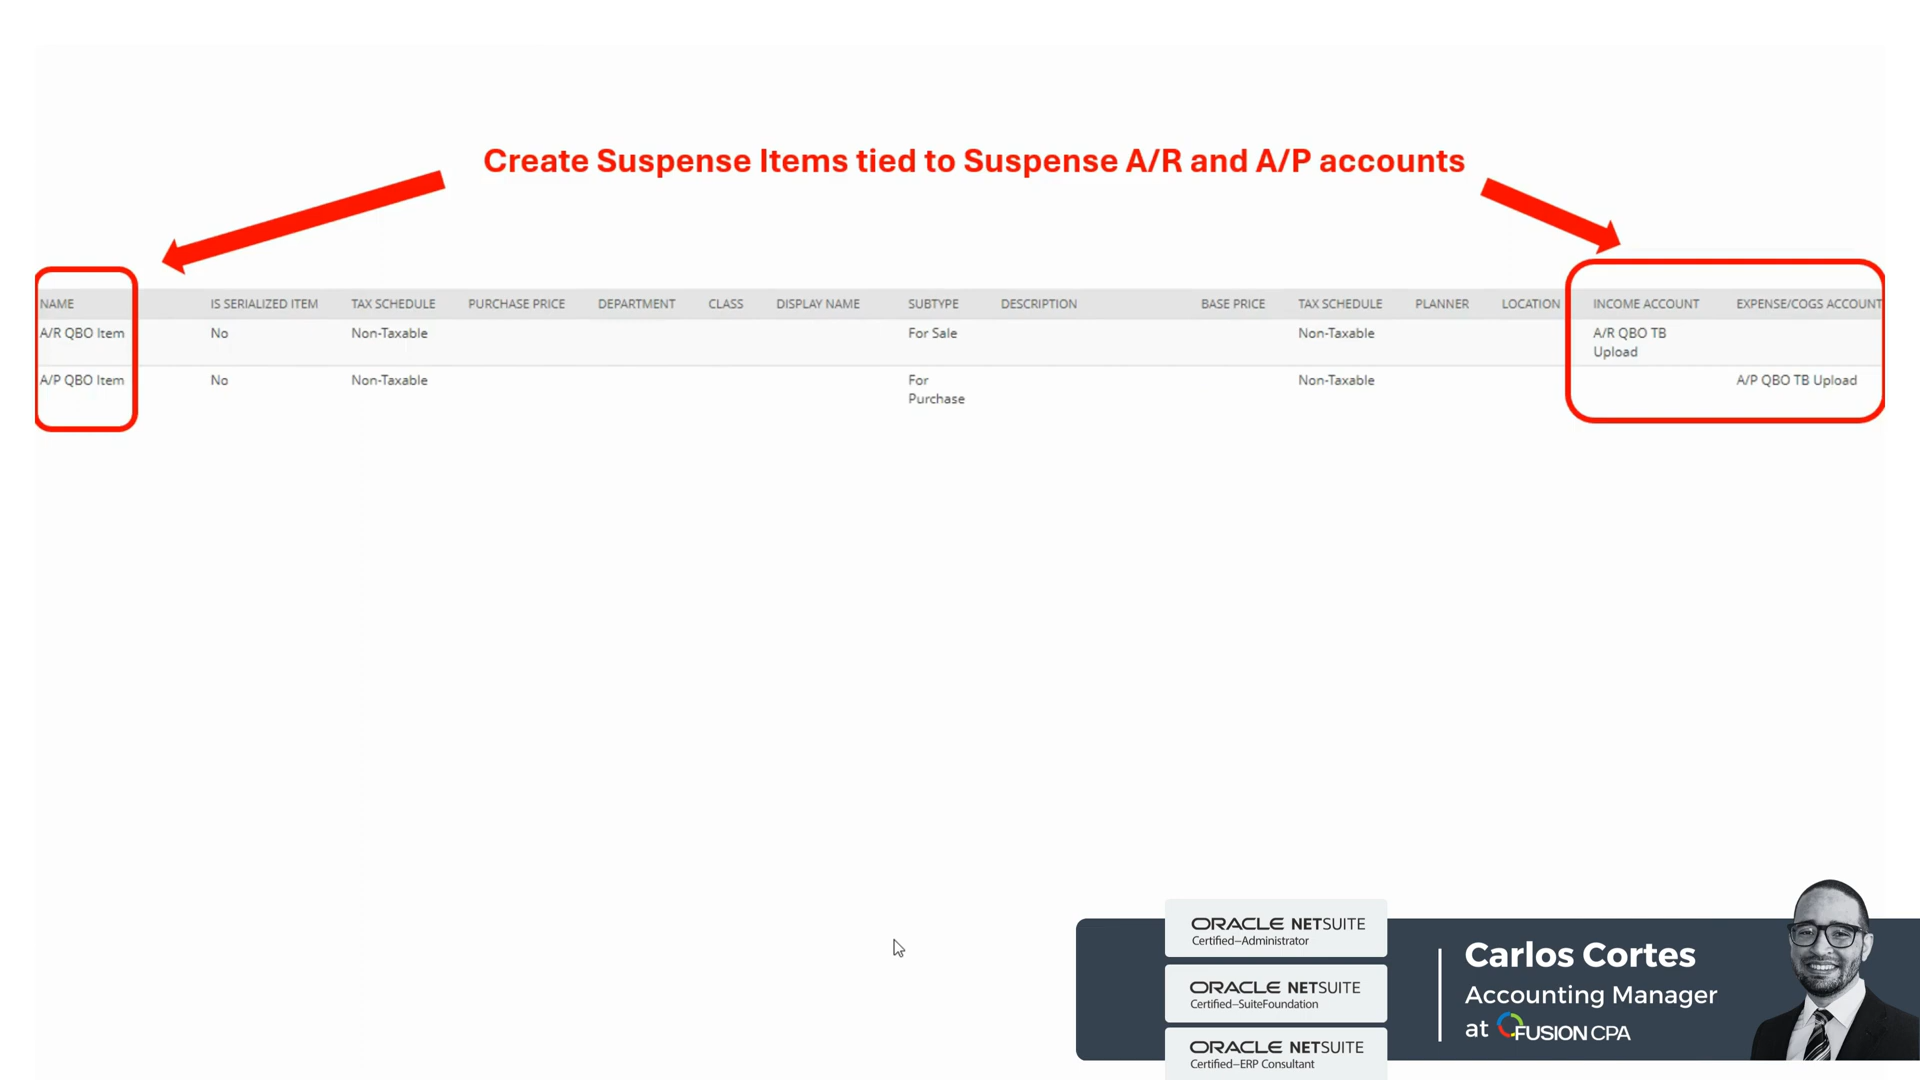 Create Suspense Items tied to Suspense A/R and A/P accounts
NAME IS SERIALIZED ITEM TAX SCHEDULE PURCHASE PRICE DEPARTMENT CLASS DISPLAY NAME SUBTYPE DESCRIPTION BASE PRICE TAX SCHEDULE PLANNER LOCATION INCOME ACCOUNT EXPENSE/COGS ACCOUNT
A/R QBO Item No Non-Taxable For Sale Non-Taxable A/R QBO TB
Upload
A/P QBO Item No Non-Taxable For Non-Taxable A/P QBO TB Upload
Purchase
ORACLE NETSUITE
Certified–Administrator
ORACLE NETSUITE
Certified–SuiteFoundation
ORACLE NETSUITE
Certified–ERP Consultant
Carlos Cortes
Accounting Manager
at FUSION CPA